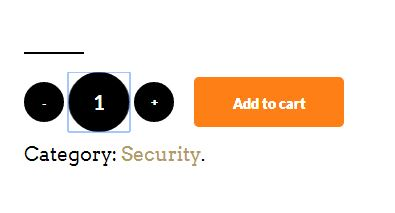 - 1 + Add to cart
Category: Security.